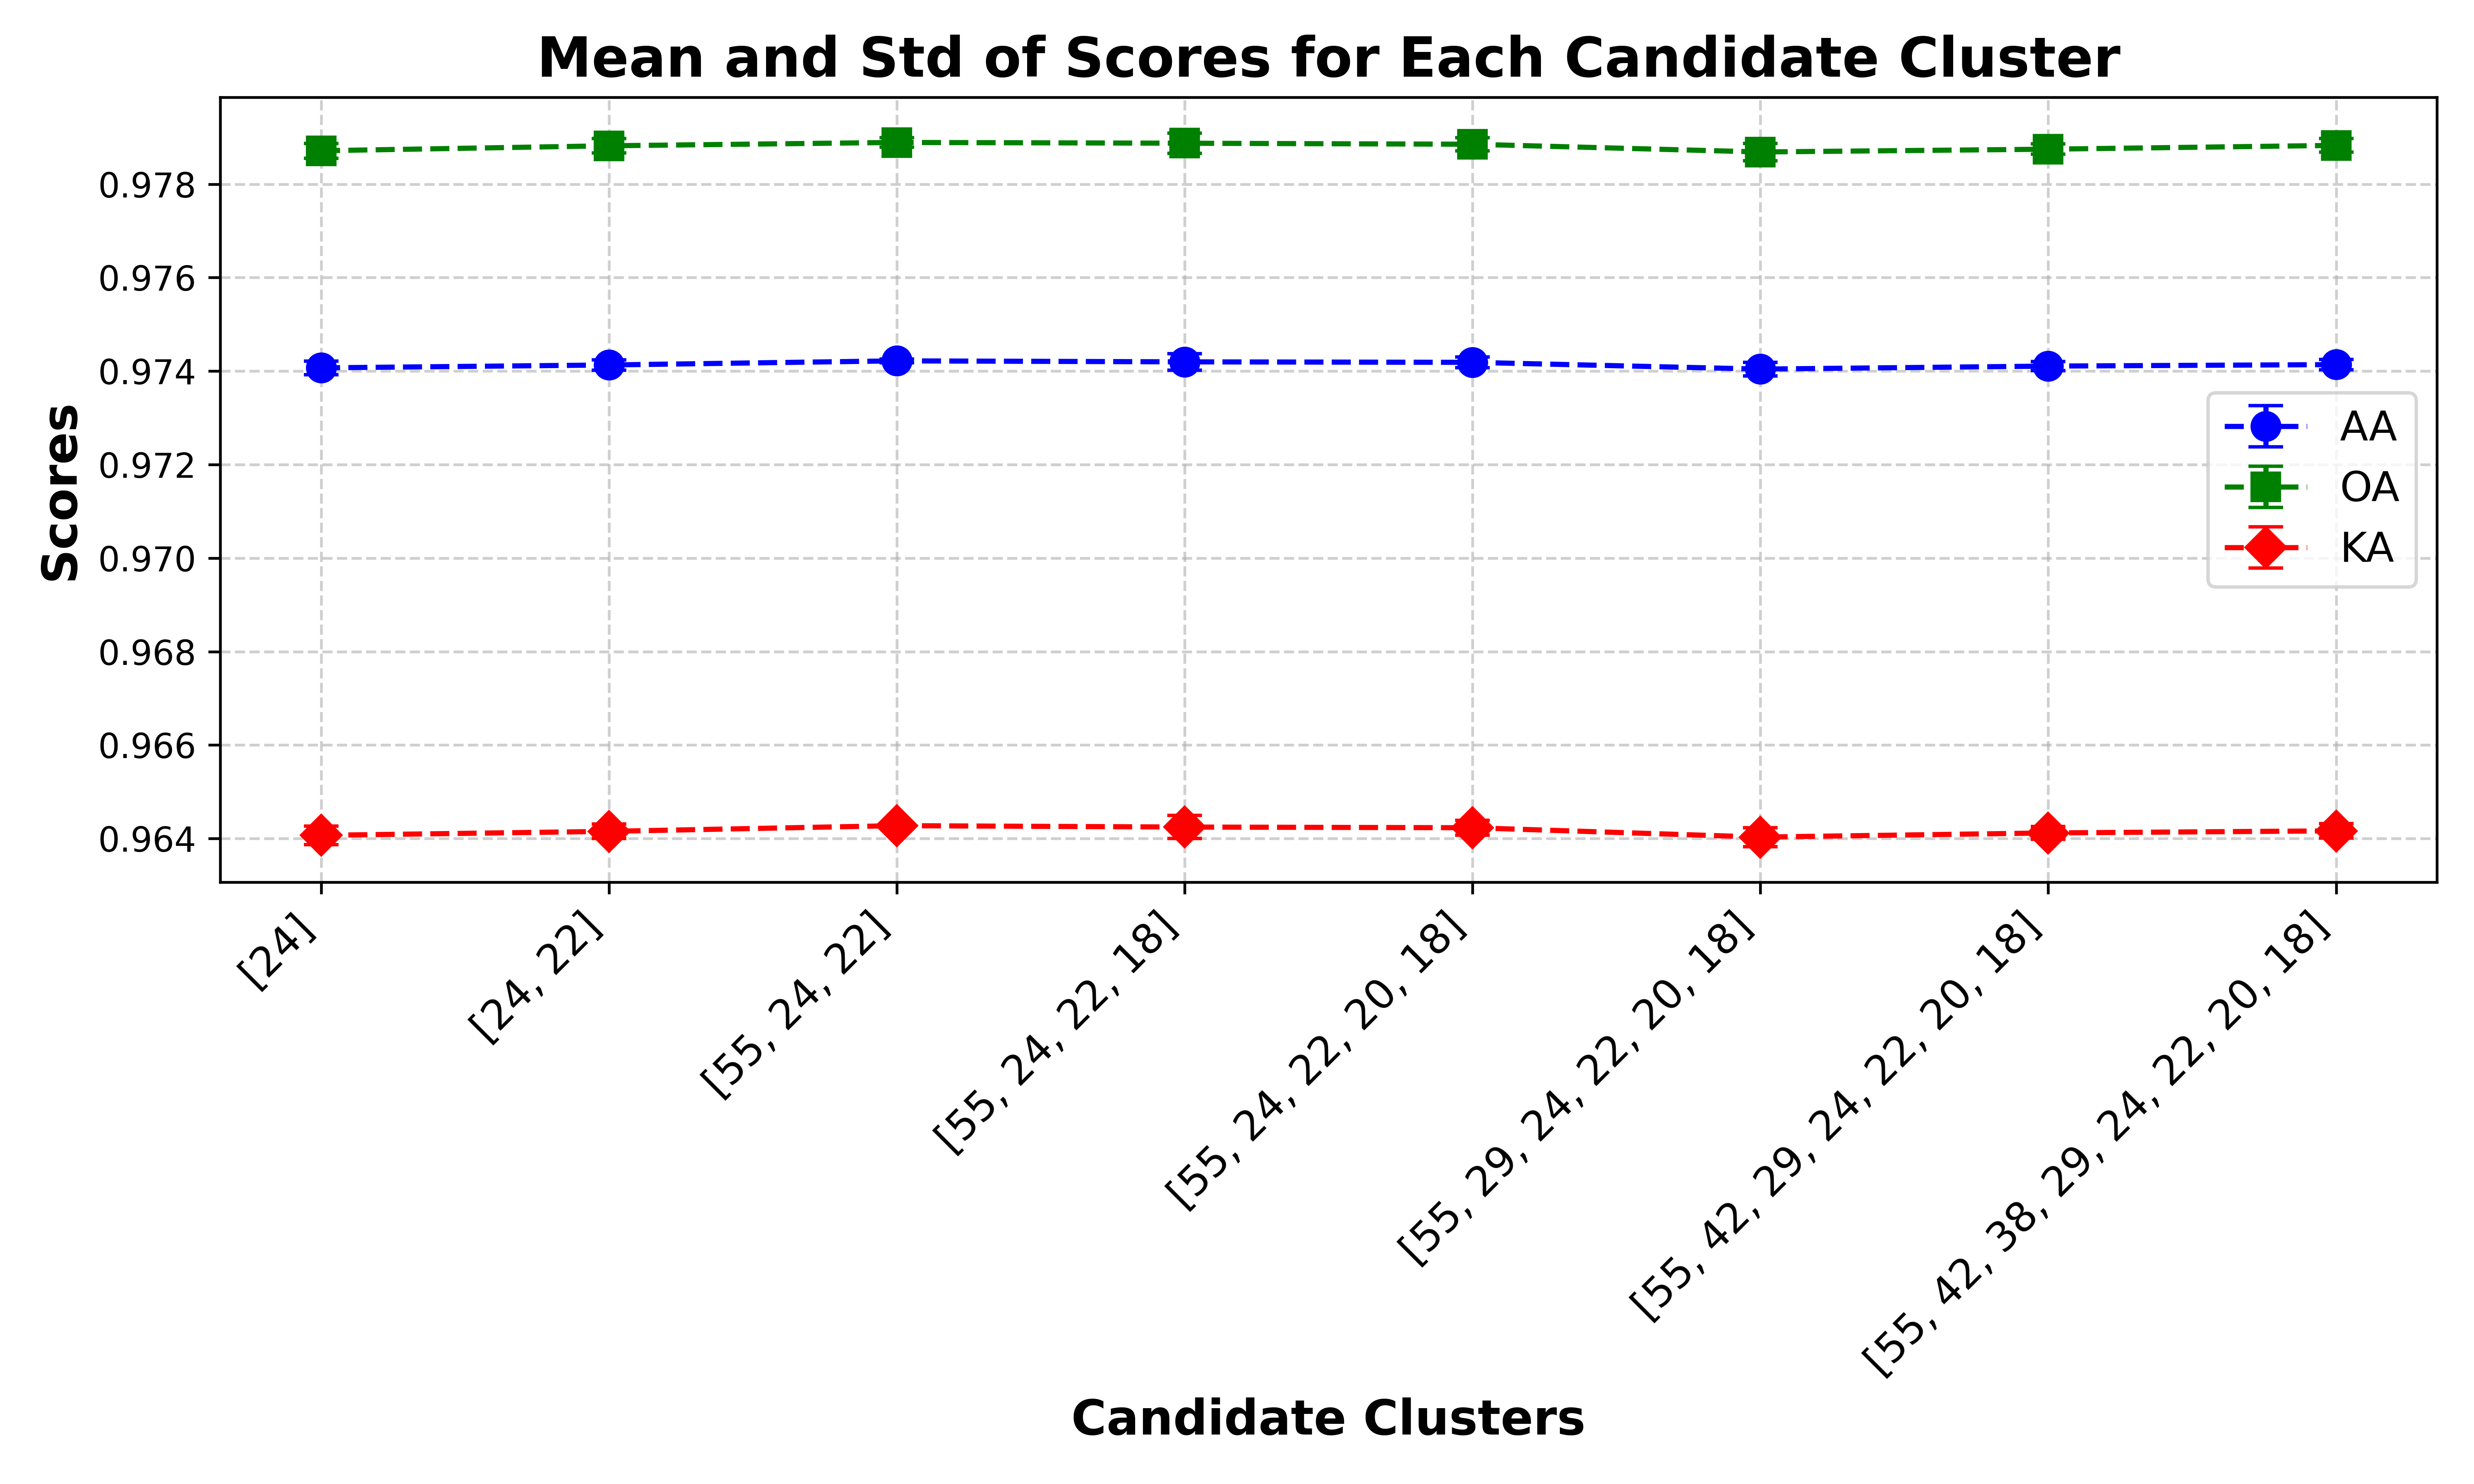 Mean and Std of Scores for Each Candidate Cluster
Scores
0.978
0.976
0.974
0.972
0.970
0.968
0.966
0.964
AA
OA
KA
[24]
[24, 22]
[55, 24, 22]
[55, 24, 22, 18]
[55, 24, 22, 20, 18]
[55, 29, 24, 22, 20, 18]
[55, 42, 29, 24, 22, 20, 18]
[55, 42, 38, 29, 24, 22, 20, 18]
Candidate Clusters